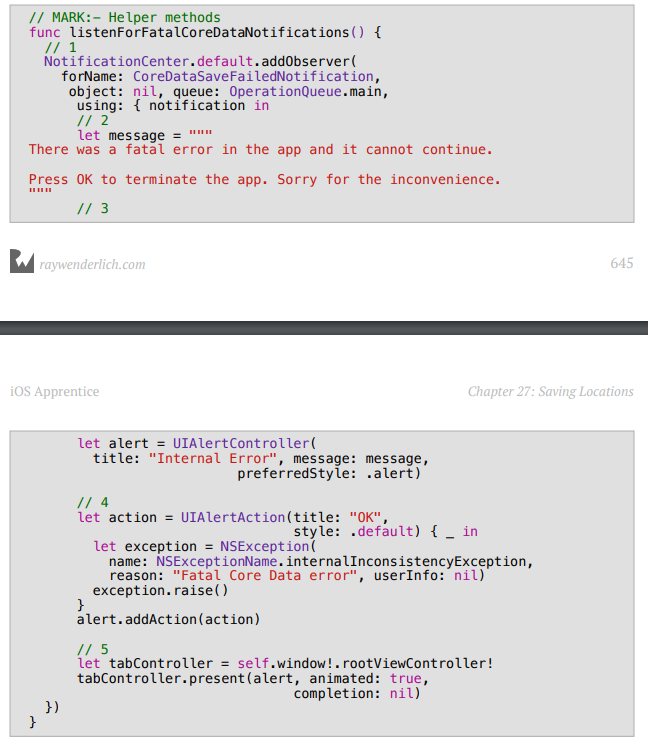 // MARK:- Helper methods
func listenForFatalCoreDataNotifications() {
  // 1
  NotificationCenter.default.addObserver(
    forName: CoreDataSaveFailedNotification,
     object: nil, queue: OperationQueue.main,
      using: { notification in
      // 2
      let message = """
There was a fatal error in the app and it cannot continue.

Press OK to terminate the app. Sorry for the inconvenience.
"""
      // 3
raywenderlich.com
645
iOS Apprentice
Chapter 27: Saving Locations
      let alert = UIAlertController(
        title: "Internal Error", message: message,
                          preferredStyle: .alert)

      // 4
      let action = UIAlertAction(title: "OK",
                                 style: .default) { _ in
        let exception = NSException(
          name: NSExceptionName.internalInconsistencyException,
          reason: "Fatal Core Data error", userInfo: nil)
        exception.raise()
      }
      alert.addAction(action)

      // 5
      let tabController = self.window!.rootViewController!
      tabController.present(alert, animated: true,
                                 completion: nil)
  })
}